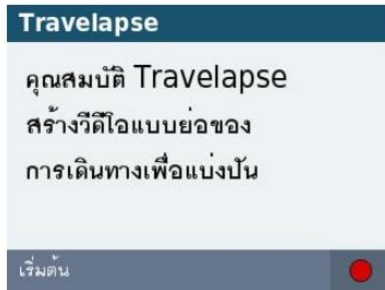 Travelapse
คุณสมบัติ Travelapse
สร้างวีดีโอแบบย่อของ
การเดินทางเพื่อแบ่งปัน
เริ่มต้น